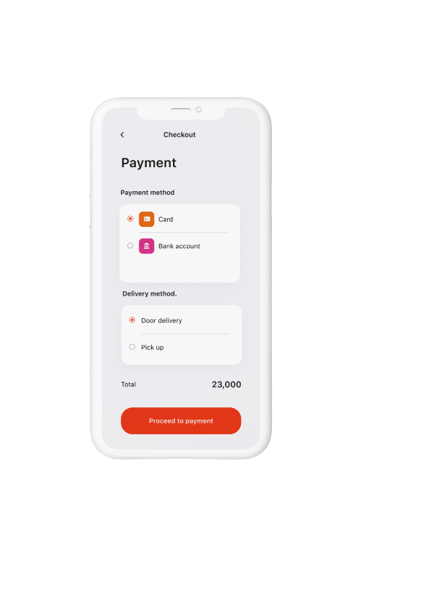 Checkout
Payment
Payment method
Card
Bank account
Delivery method.
Door delivery
Pick up
Total 23,000
Proceed to payment